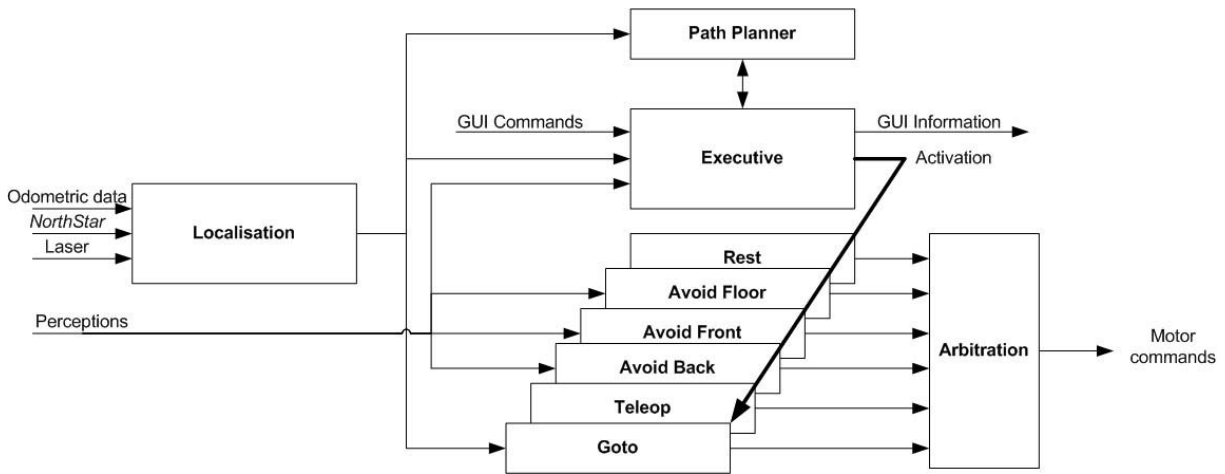 Path Planner
GUI Commands
GUI Information
Executive
Activation
Odometric data
NorthStar
Localisation
Laser
Rest
Avoid Floor
Perceptions
Avoid Front
Arbitration
Motor
commands
Avoid Back
Teleop
Goto